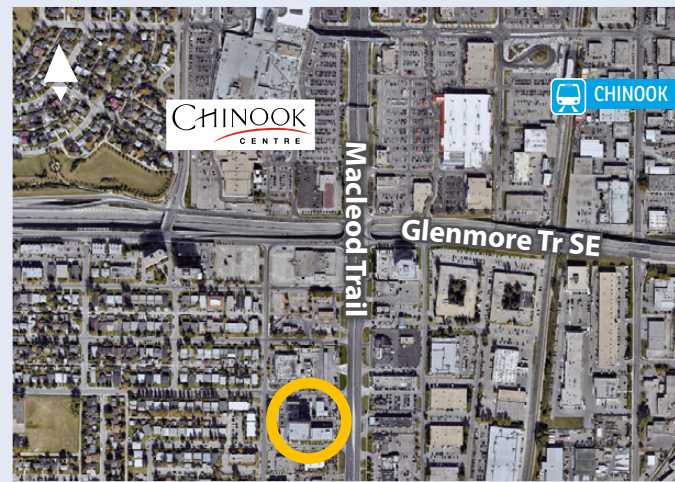 CHINOOK
CHINOOK
CENTRE
Macleod Trail
Glenmore Tr SE